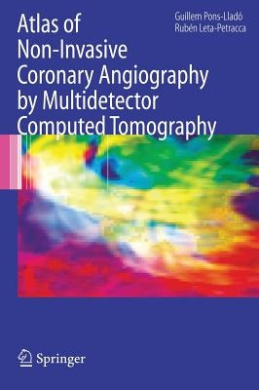 Guillem Pons-Lladó
Rubén Leta-Petracca
Atlas of
Non-Invasive
Coronary Angiography
by Multidetector
Computed Tomography
Springer